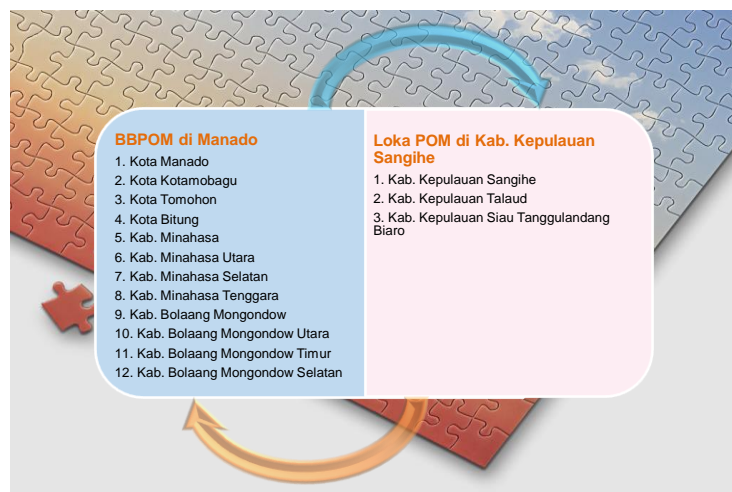 BBPOM di Manado
1. Kota Manado
2. Kota Kotamobagu
3. Kota Tomohon
4. Kota Bitung
5. Kab. Minahasa
6. Kab. Minahasa Utara
7. Kab. Minahasa Selatan
8. Kab. Minahasa Tenggara
9. Kab. Bolaang Mongondow
10. Kab. Bolaang Mongondow Utara
11. Kab. Bolaang Mongondow Timur
12. Kab. Bolaang Mongondow Selatan
Loka POM di Kab. Kepulauan
Sangihe
1. Kab. Kepulauan Sangihe
2. Kab. Kepulauan Talaud
3. Kab. Kepulauan Siau Tanggulandang
Biaro